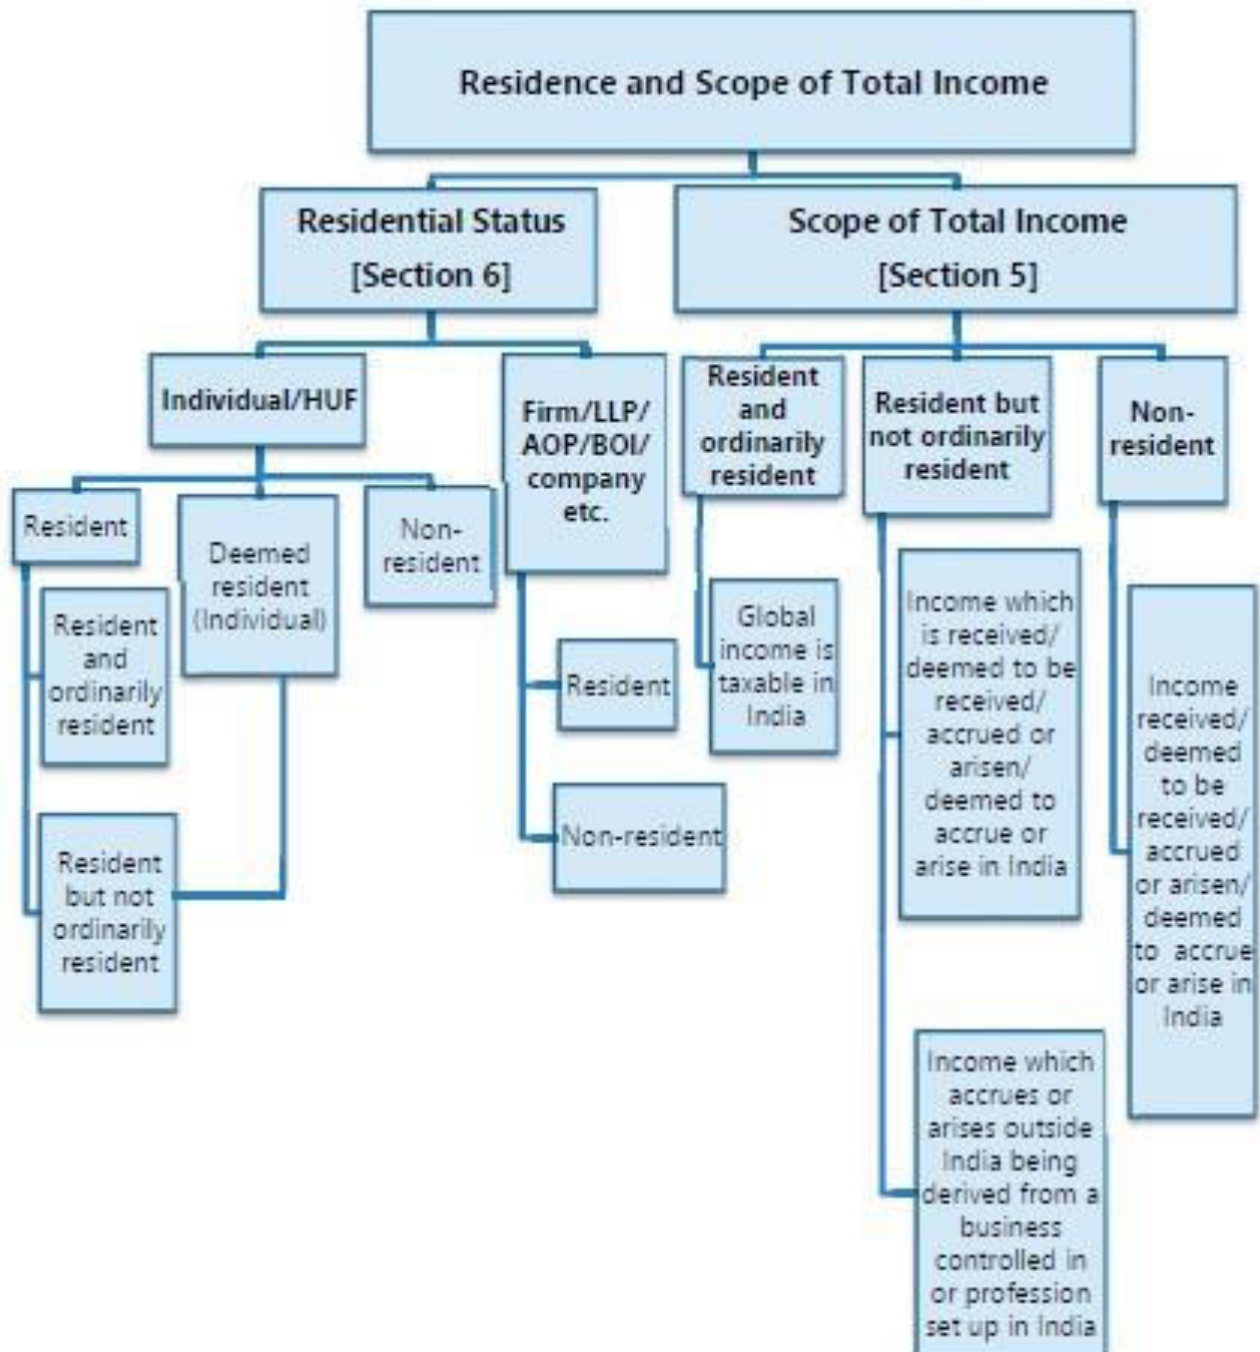 Residence and Scope of Total Income
Residential Status
[Section 6]
Scope of Total Income
[Section 5]
Individual/HUF
Firm/LLP/
AOP/BOI/
company
etc.
Resident
and
ordinarily
resident
Resident but
not ordinarily
resident
Non-
resident
Resident
Deemed
resident
(Individual)
Non-
resident
Resident
and
ordinarily
resident
Resident
but not
ordinarily
resident
Resident
Non-resident
Global
income is
taxable in
India
Income which
is received/
deemed to be
received/
accrued or
arisen/
deemed to
accrue or
arise in India
Income which
accrues or
arises outside
India being
derived from a
business
controlled in
or profession
set up in India
Income
received/
deemed
to be
received/
accrued
or arisen/
deemed
to accrue
or arise in
India